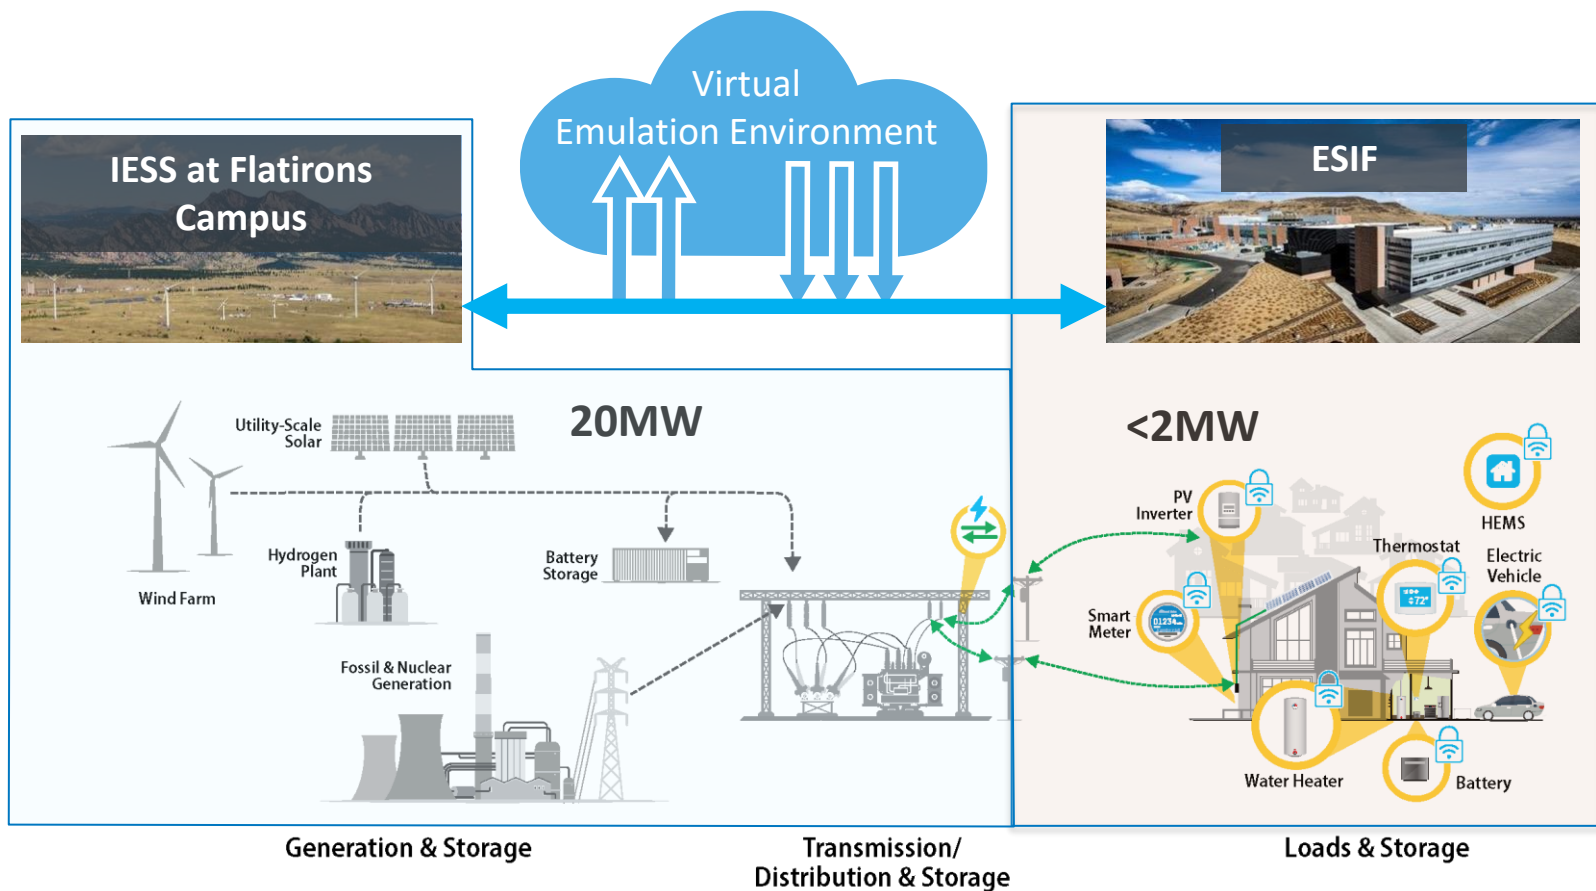 Virtual
Emulation Environment
IESS at Flatirons
Campus
ESIF
20MW
<2MW
Utility-Scale
Solar
Wind Farm
Hydrogen
Plant
Battery
Storage
Fossil & Nuclear
Generation
PV
Inverter
HEMS
Thermostat
72°
Electric
Vehicle
Smart
Meter
01234
Water Heater
Battery
Generation & Storage
Transmission/
Distribution & Storage
Loads & Storage